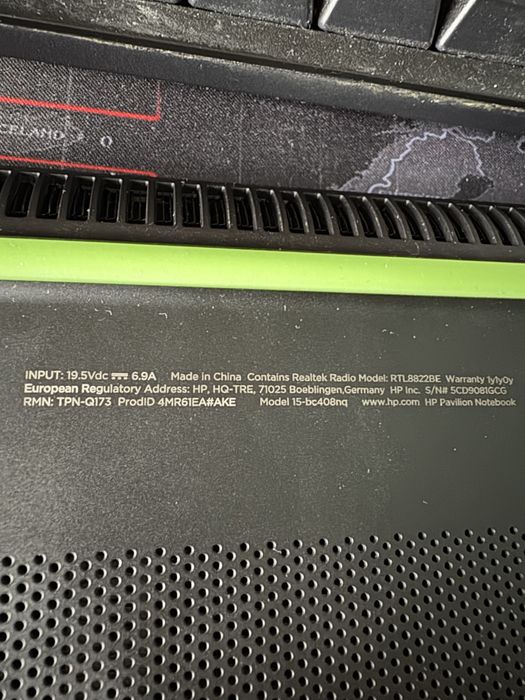 CELAND
INPUT: 19.5Vdc ⎓ 6.9A Made in China Contains Realtek Radio Model: RTL8822BE Warranty 1y1y0y
European Regulatory Address: HP, HQ-TRE, 71025 Boeblingen,Germany HP Inc. S/N# 5CD9081GCG
RMN: TPN-Q173 ProdID 4MR61EA#AKE Model 15-bc408nq www.hp.com HP Pavilion Notebook